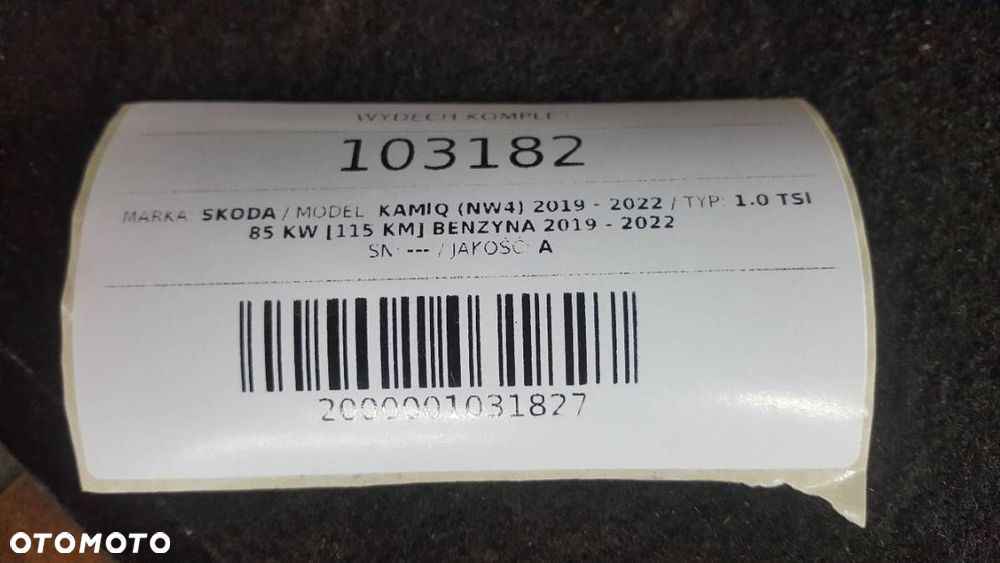 WYDECH KOMPLET
103182
MARKA: SKODA / MODEL KAMIQ (NW4) 2019 - 2022 / TYP: 1.0 TSI
85 KW [115 KM] BENZYNA 2019 - 2022
SN: --- / JAKOŚĆ: A
2000001031827
OTOMOTO